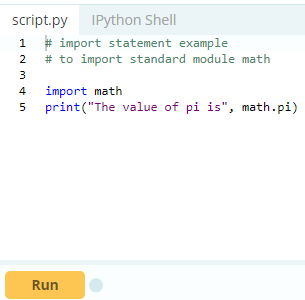 script.py IPython Shell
1 # import statement example
2 # to import standard module math
3
4 import math
5 print("The value of pi is", math.pi)
Run